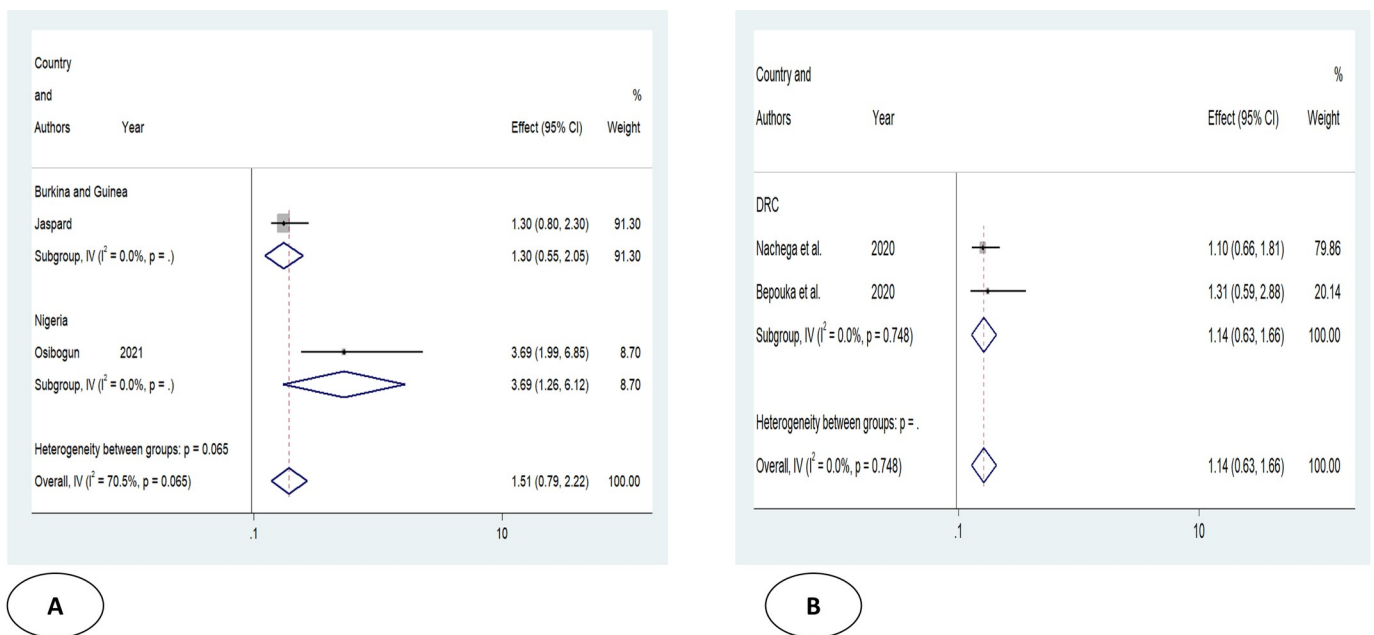 Country
and
%
Authors Year Effect (95% CI) Weight
Burkina and Guinea
Jaspard 1.30 (0.80, 2.30) 91.30
Subgroup, IV (I² = 0.0%, p = .) 1.30 (0.55, 2.05) 91.30
Nigeria
Osibogun 2021 3.69 (1.99, 6.85) 8.70
Subgroup, IV (I² = 0.0%, p = .) 3.69 (1.26, 6.12) 8.70
Heterogeneity between groups: p = 0.065
Overall, IV (I² = 70.5%, p = 0.065) 1.51 (0.79, 2.22) 100.00
.1 10
A
Country and %
Authors Year Effect (95% CI) Weight
DRC
Nachega et al. 2020 1.10 (0.66, 1.81) 79.86
Bepouka et al. 2020 1.31 (0.59, 2.88) 20.14
Subgroup, IV (I² = 0.0%, p = 0.748) 1.14 (0.63, 1.66) 100.00
Heterogeneity between groups: p = .
Overall, IV (I² = 0.0%, p = 0.748) 1.14 (0.63, 1.66) 100.00
.1 10
B